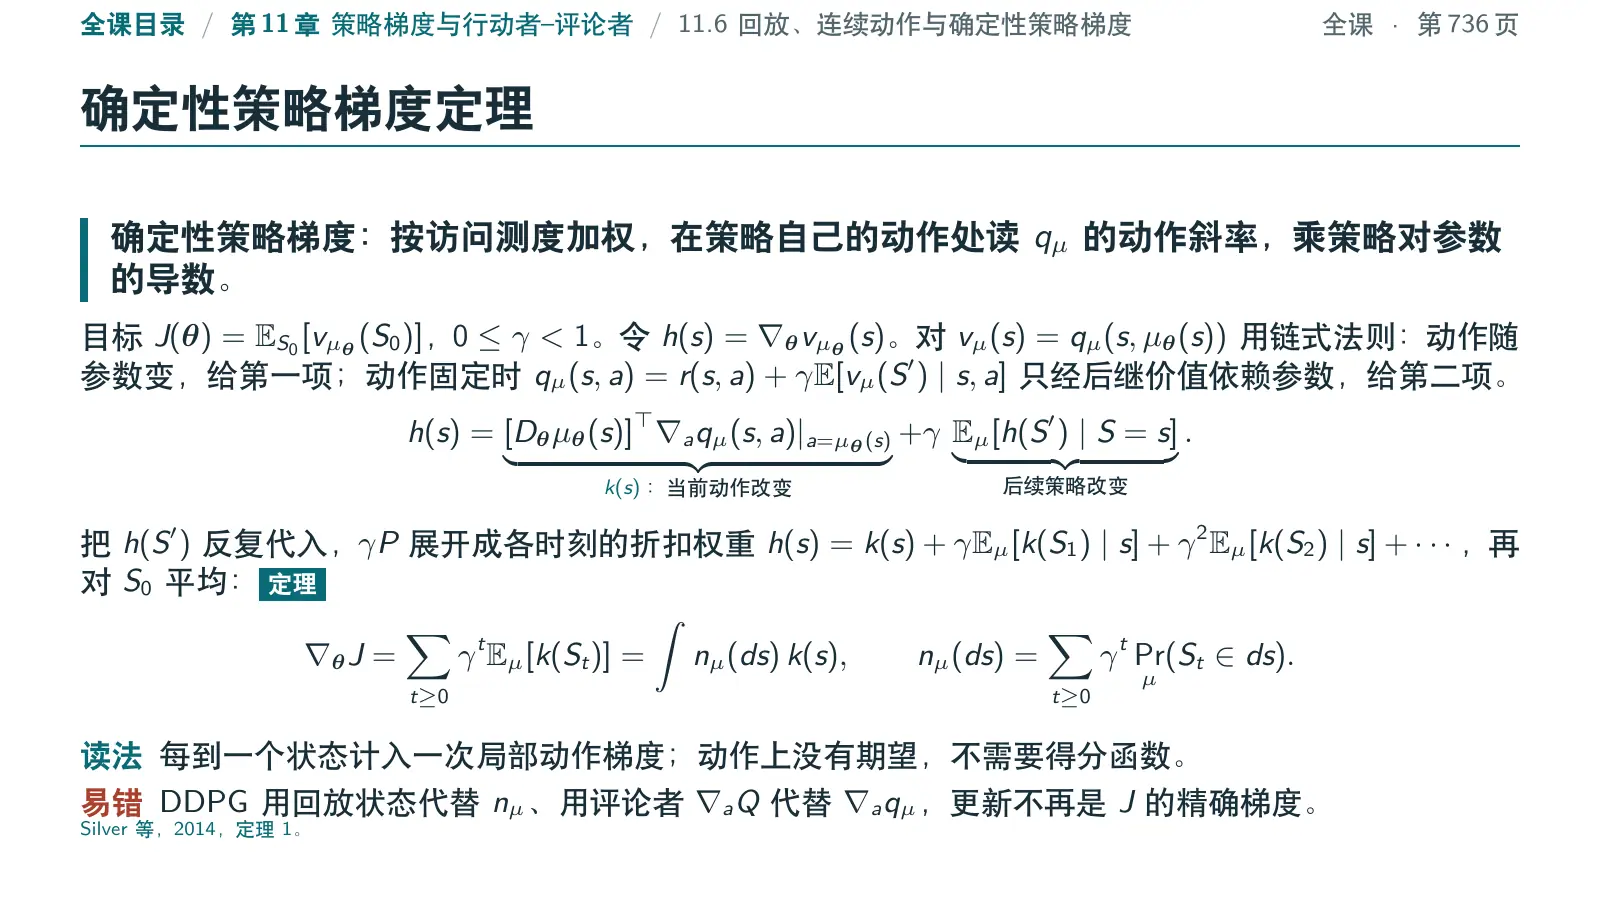 全课目录 / 第 11 章 策略梯度与行动者–评论者 / 11.6 回放、连续动作与确定性策略梯度 全课 · 第 736 页
确定性策略梯度定理
确定性策略梯度：按访问测度加权，在策略自己的动作处读 q_μ 的动作斜率，乘策略对参数
的导数。
目标 J(θ) = 𝔼_{S₀}[v_{μ_θ}(S₀)]，0 ≤ γ < 1。令 h(s) = ∇_θ v_{μ_θ}(s)。对 v_μ(s) = q_μ(s, μ_θ(s)) 用链式法则：动作随
参数变，给第一项；动作固定时 q_μ(s, a) = r(s, a) + γ𝔼[v_μ(S′) | s, a] 只经后继价值依赖参数，给第二项。
h(s) = [D_θ μ_θ(s)]^⊤ ∇_a q_μ(s, a)|_{a=μ_θ(s)} + γ 𝔼_μ[h(S′) | S = s] .
k(s)：当前动作改变 后续策略改变
把 h(S′) 反复代入，γP 展开成各时刻的折扣权重 h(s) = k(s) + γ𝔼_μ[k(S₁) | s] + γ²𝔼_μ[k(S₂) | s] + ⋯，再
对 S₀ 平均： 定理
∇_θ J = ∑_{t≥0} γ^t 𝔼_μ[k(S_t)] = ∫ n_μ(ds) k(s), n_μ(ds) = ∑_{t≥0} γ^t Pr_μ(S_t ∈ ds).
读法 每到一个状态计入一次局部动作梯度；动作上没有期望，不需要得分函数。
易错 DDPG 用回放状态代替 n_μ、用评论者 ∇_a Q 代替 ∇_a q_μ，更新不再是 J 的精确梯度。
Silver 等，2014，定理 1。